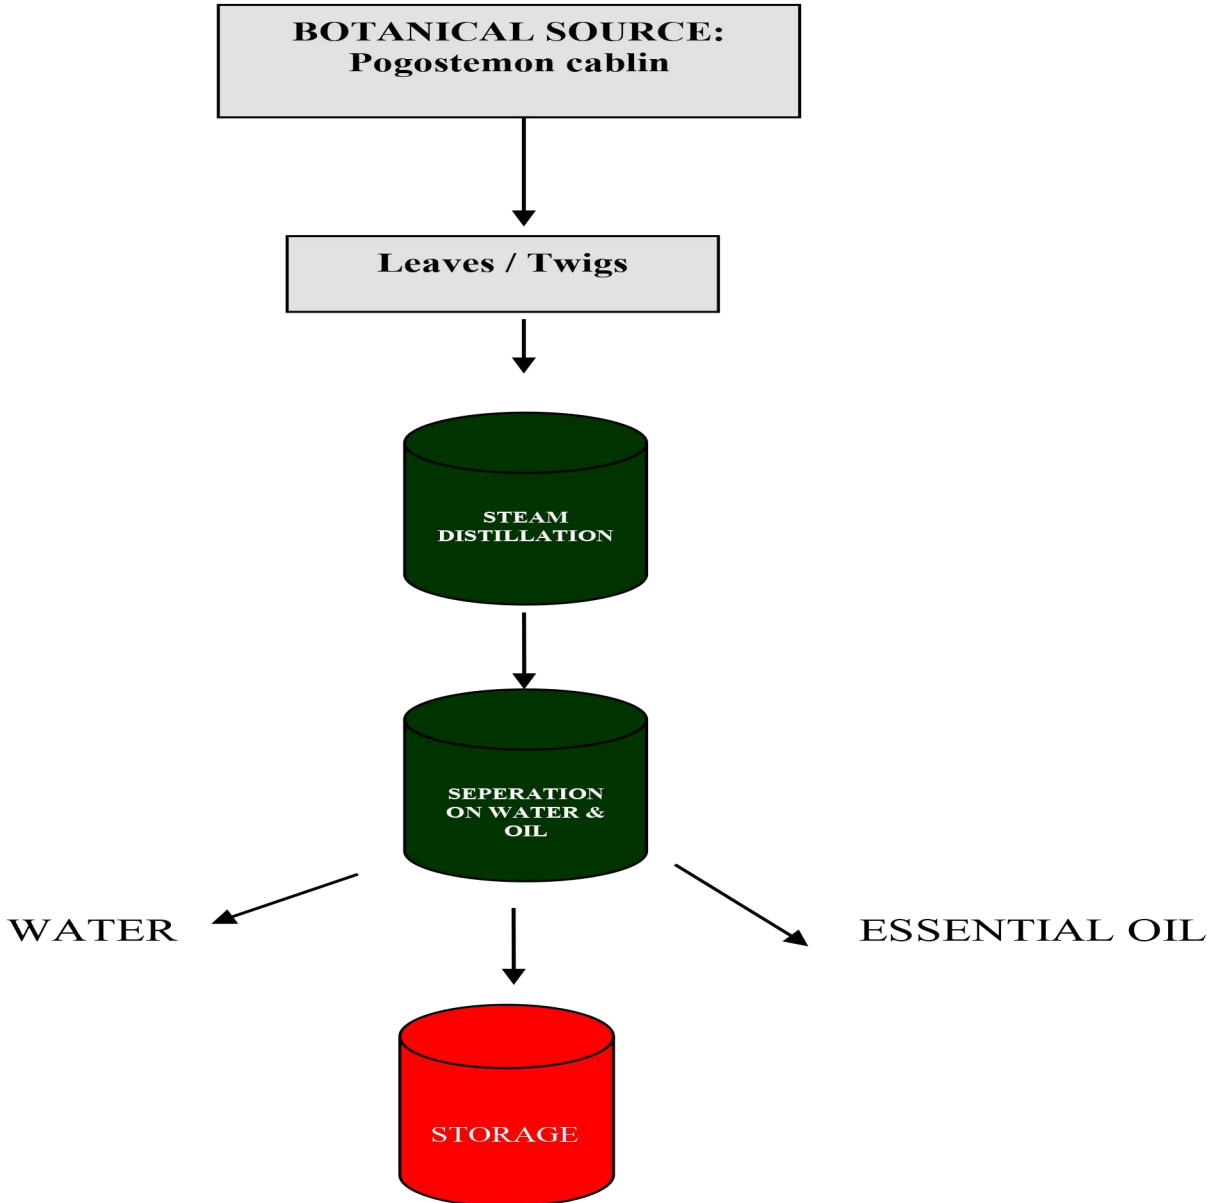 BOTANICAL SOURCE:
Pogostemon cablin
Leaves / Twigs
STEAM
DISTILLATION
SEPERATION
ON WATER &
OIL
WATER
ESSENTIAL OIL
STORAGE